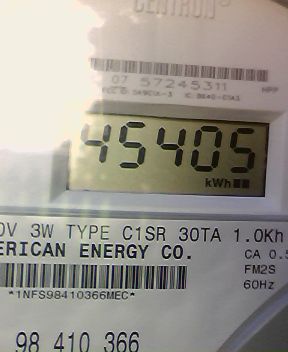 CENTRON
07 57245311
45405
kWh
3W TYPE C1SR 30TA 1.0Kh
ERICAN ENERGY CO.
CA 0.5
FM2S
*1NFS98410366MEC*
60Hz
98 410 366